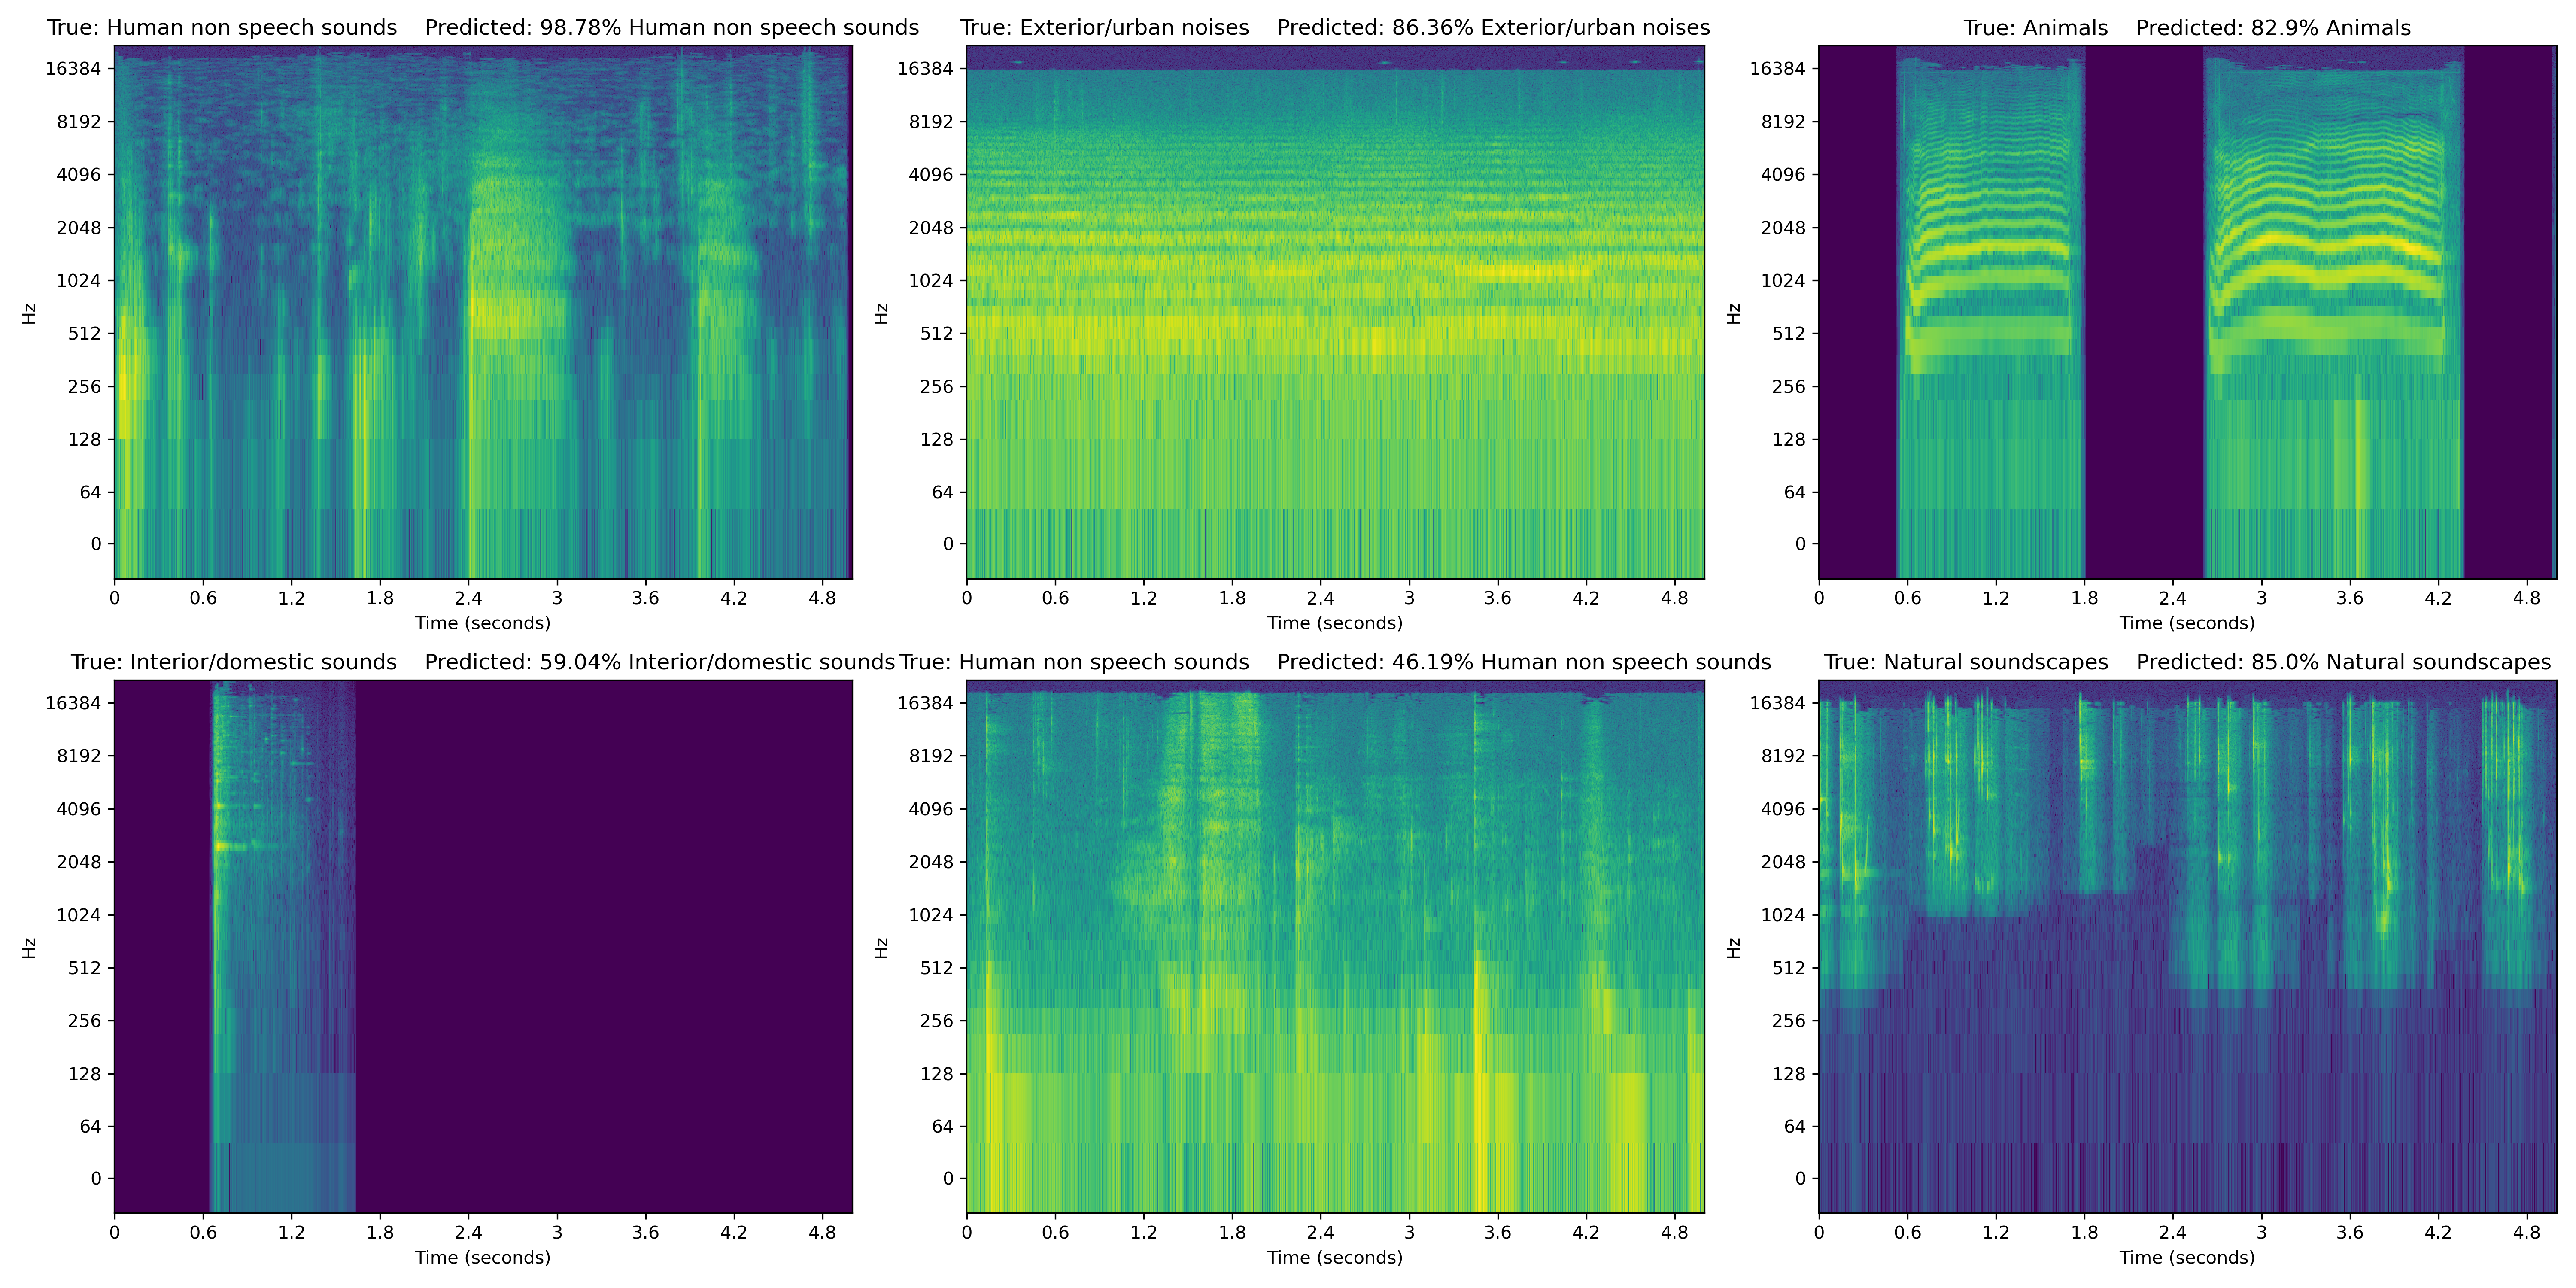 True: Human non speech sounds    Predicted: 98.78% Human non speech sounds
16384
8192
4096
2048
1024
512
256
128
64
0
Hz
0 0.6 1.2 1.8 2.4 3 3.6 4.2 4.8
Time (seconds)
True: Exterior/urban noises    Predicted: 86.36% Exterior/urban noises
16384
8192
4096
2048
1024
512
256
128
64
0
Hz
0 0.6 1.2 1.8 2.4 3 3.6 4.2 4.8
Time (seconds)
True: Animals    Predicted: 82.9% Animals
16384
8192
4096
2048
1024
512
256
128
64
0
Hz
0 0.6 1.2 1.8 2.4 3 3.6 4.2 4.8
Time (seconds)
True: Interior/domestic sounds    Predicted: 59.04% Interior/domestic sounds
16384
8192
4096
2048
1024
512
256
128
64
0
Hz
0 0.6 1.2 1.8 2.4 3 3.6 4.2 4.8
Time (seconds)
True: Human non speech sounds    Predicted: 46.19% Human non speech sounds
16384
8192
4096
2048
1024
512
256
128
64
0
Hz
0 0.6 1.2 1.8 2.4 3 3.6 4.2 4.8
Time (seconds)
True: Natural soundscapes    Predicted: 85.0% Natural soundscapes
16384
8192
4096
2048
1024
512
256
128
64
0
Hz
0 0.6 1.2 1.8 2.4 3 3.6 4.2 4.8
Time (seconds)